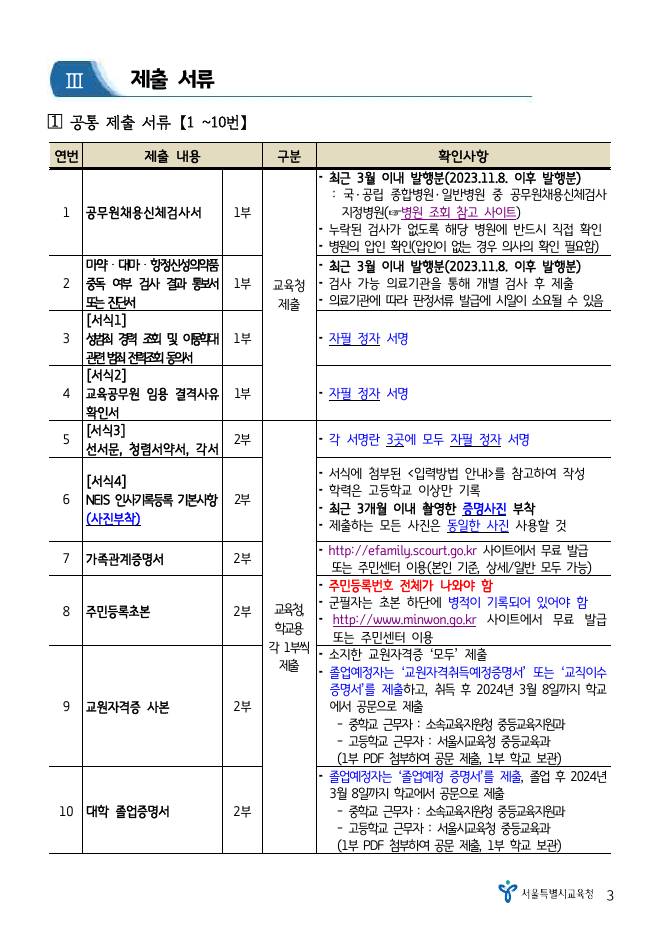 Ⅲ 제출 서류
1 공통 제출 서류【1 ~10번】
연번 제출 내용 구분 확인사항
1 공무원채용신체검사서 1부
- 최근 3월 이내 발행분(2023.11.8. 이후 발행분)
: 국·공립 종합병원·일반병원 중 공무원채용신체검사
지정병원(☞병원 조회 참고 사이트)
- 누락된 검사가 없도록 해당 병원에 반드시 직접 확인
- 병원의 압인 확인(압인이 없는 경우 의사의 확인 필요함)
2 마약·대마·향정신성의약품
중독 여부 검사 결과 통보서
또는 진단서
1부
교육청
제출
- 최근 3월 이내 발행분(2023.11.8. 이후 발행분)
- 검사 가능 의료기관을 통해 개별 검사 후 제출
- 의료기관에 따라 판정서류 발급에 시일이 소요될 수 있음
3 [서식1]
성범죄 경력 조회 및 아동학대
관련 범죄 전력조회 동의서
1부
- 자필 정자 서명
4 [서식2]
교육공무원 임용 결격사유
확인서
1부
- 자필 정자 서명
5 [서식3]
선서문, 청렴서약서, 각서
2부
- 각 서명란 3곳에 모두 자필 정자 서명
6 [서식4]
NEIS 인사기록등록 기본사항
(사진부착)
2부
- 서식에 첨부된 <입력방법 안내>를 참고하여 작성
- 학력은 고등학교 이상만 기록
- 최근 3개월 이내 촬영한 증명사진 부착
- 제출하는 모든 사진은 동일한 사진 사용할 것
7 가족관계증명서 2부
- http://efamily.scourt.go.kr 사이트에서 무료 발급
또는 주민센터 이용(본인 기준, 상세/일반 모두 가능)
8 주민등록초본 2부
교육청,
학교용
각 1부씩
제출
- 주민등록번호 전체가 나와야 함
- 군필자는 초본 하단에 병적이 기록되어 있어야 함
- http://www.minwon.go.kr 사이트에서 무료 발급
또는 주민센터 이용
9 교원자격증 사본 2부
- 소지한 교원자격증 ‘모두’ 제출
- 졸업예정자는 ‘교원자격취득예정증명서’ 또는 ‘교직이수
증명서’를 제출하고, 취득 후 2024년 3월 8일까지 학교
에서 공문으로 제출
- 중학교 근무자 : 소속교육지원청 중등교육지원과
- 고등학교 근무자 : 서울시교육청 중등교육과
(1부 PDF 첨부하여 공문 제출, 1부 학교 보관)
10 대학 졸업증명서 2부
- 졸업예정자는 ‘졸업예정 증명서’를 제출, 졸업 후 2024년
3월 8일까지 학교에서 공문으로 제출
- 중학교 근무자 : 소속교육지원청 중등교육지원과
- 고등학교 근무자 : 서울시교육청 중등교육과
(1부 PDF 첨부하여 공문 제출, 1부 학교 보관)
서울특별시교육청 3